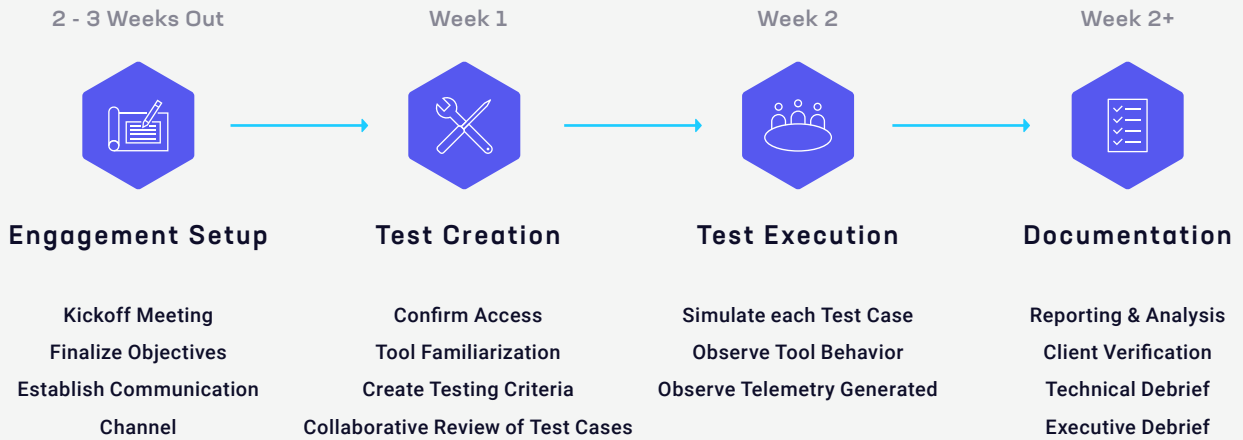 2 - 3 Weeks Out
Engagement Setup
Kickoff Meeting
Finalize Objectives
Establish Communication
Channel
Week 1
Test Creation
Confirm Access
Tool Familiarization
Create Testing Criteria
Collaborative Review of Test Cases
Week 2
Test Execution
Simulate each Test Case
Observe Tool Behavior
Observe Telemetry Generated
Week 2+
Documentation
Reporting & Analysis
Client Verification
Technical Debrief
Executive Debrief